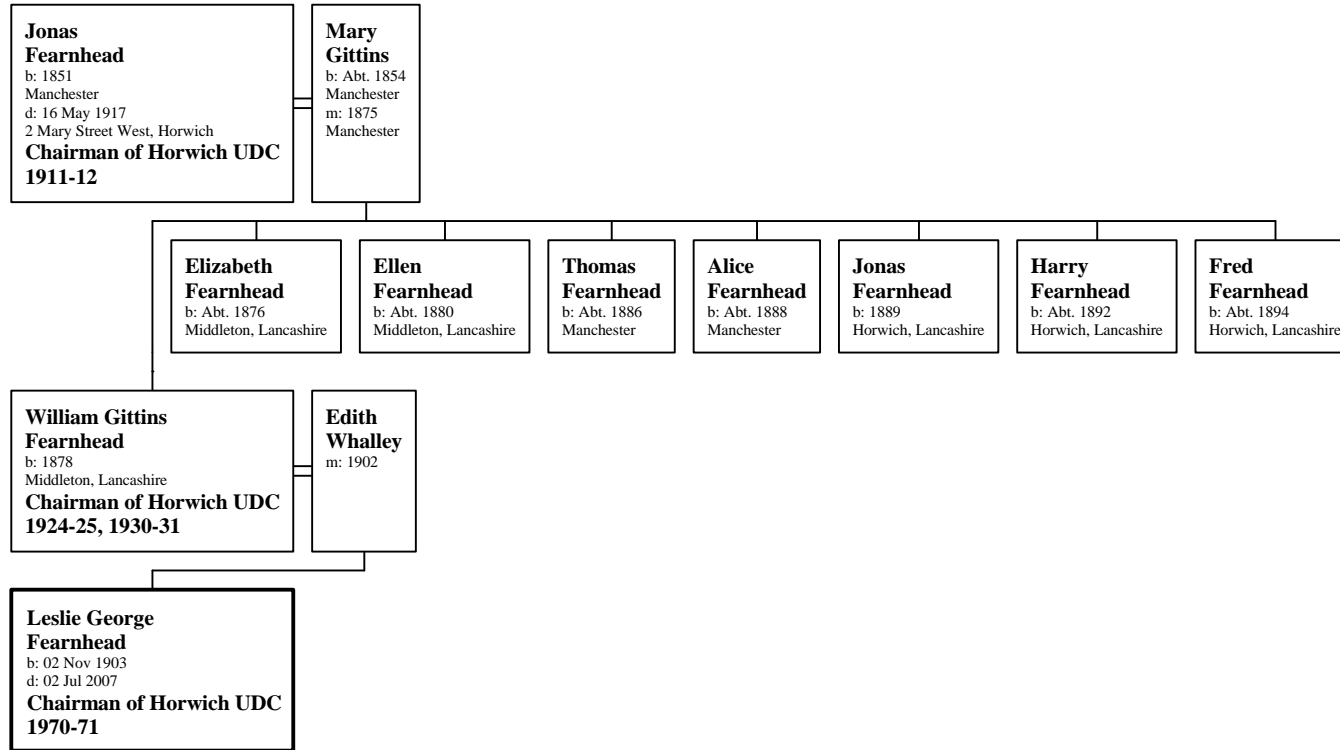 Jonas
Fearnhead
b: 1851
Manchester
d: 16 May 1917
2 Mary Street West, Horwich
Chairman of Horwich UDC
1911-12
Mary
Gittins
b: Abt. 1854
Manchester
m: 1875
Manchester
Elizabeth
Fearnhead
b: Abt. 1876
Middleton, Lancashire
Ellen
Fearnhead
b: Abt. 1880
Middleton, Lancashire
Thomas
Fearnhead
b: Abt. 1886
Manchester
Alice
Fearnhead
b: Abt. 1888
Manchester
Jonas
Fearnhead
b: 1889
Horwich, Lancashire
Harry
Fearnhead
b: Abt. 1892
Horwich, Lancashire
Fred
Fearnhead
b: Abt. 1894
Horwich, Lancashire
William Gittins
Fearnhead
b: 1878
Middleton, Lancashire
Chairman of Horwich UDC
1924-25, 1930-31
Edith
Whalley
m: 1902
Leslie George
Fearnhead
b: 02 Nov 1903
d: 02 Jul 2007
Chairman of Horwich UDC
1970-71